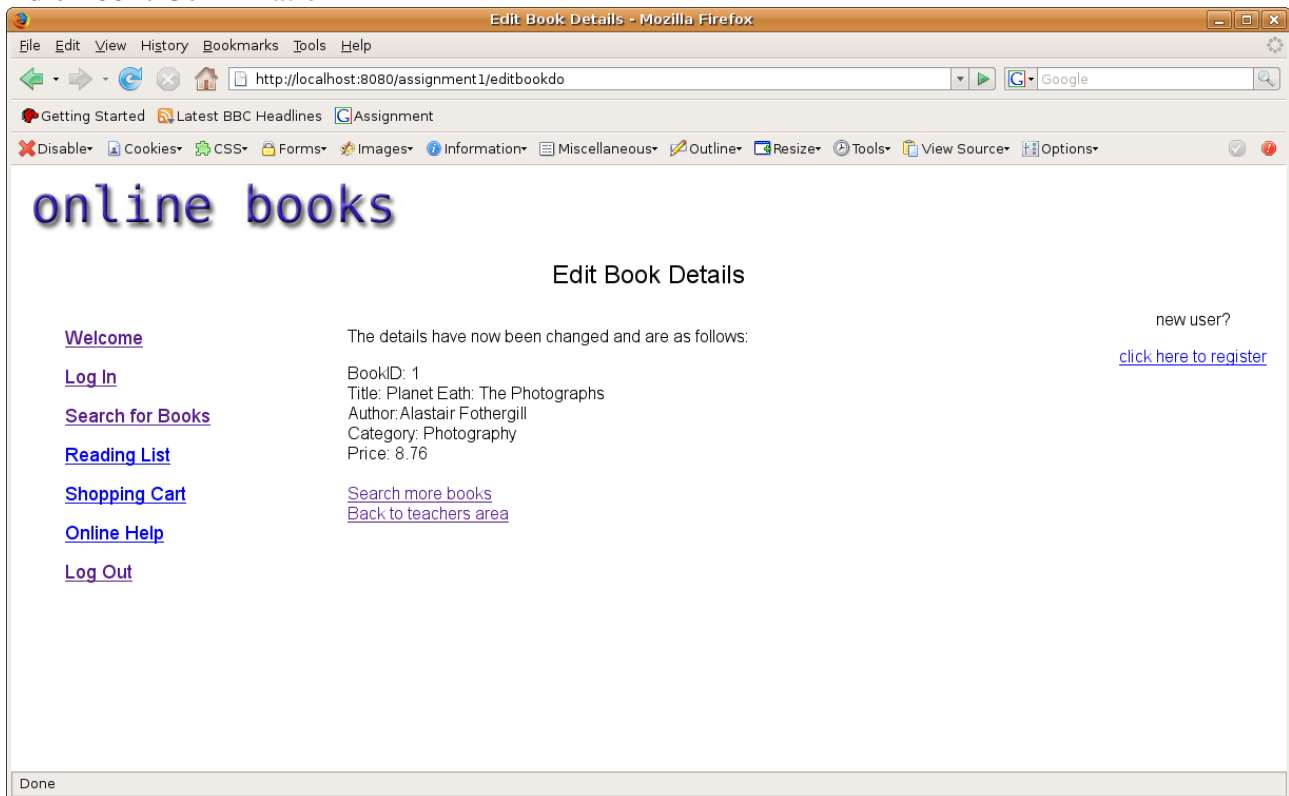 Edit Book Details - Mozilla Firefox
File Edit View History Bookmarks Tools Help
http://localhost:8080/assignment1/editbookdo
G Google
Getting Started Latest BBC Headlines G Assignment
Disable Cookies CSS Forms Images Information Miscellaneous Outline Resize Tools View Source Options
online books
Edit Book Details
new user?
click here to register
Welcome
Log In
Search for Books
Reading List
Shopping Cart
Online Help
Log Out
The details have now been changed and are as follows:
BookID: 1
Title: Planet Eath: The Photographs
Author:Alastair Fothergill
Category: Photography
Price: 8.76
Search more books
Back to teachers area
Done